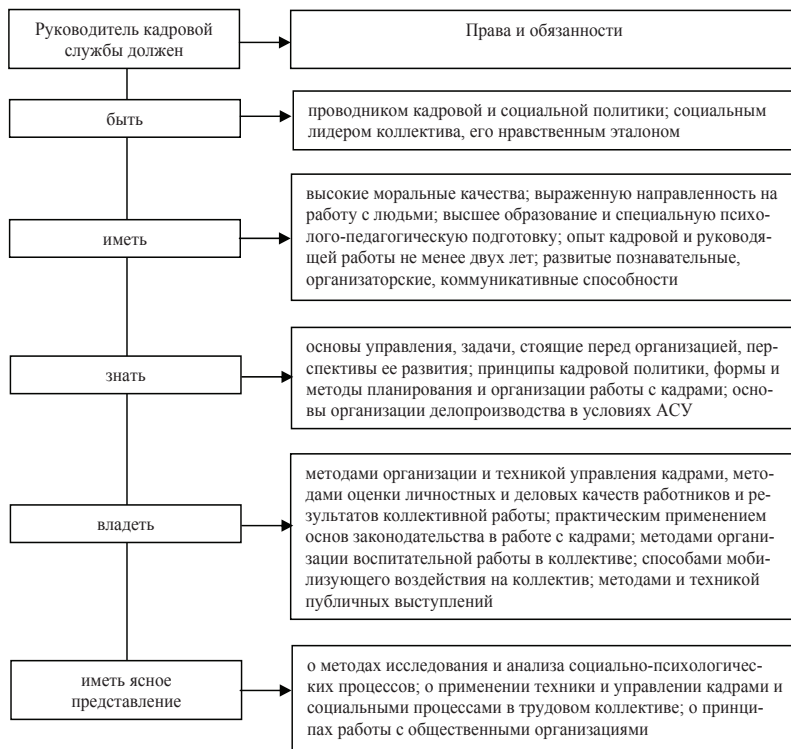 Руководитель кадровой
службы должен
Права и обязанности
быть
проводником кадровой и социальной политики; социальным
лидером коллектива, его нравственным эталоном
иметь
высокие моральные качества; выраженную направленность на
работу с людьми; высшее образование и специальную психо-
лого-педагогическую подготовку; опыт кадровой и руководя-
щей работы не менее двух лет; развитые познавательные,
организаторские, коммуникативные способности
знать
основы управления, задачи, стоящие перед организацией, пер-
спективы ее развития; принципы кадровой политики, формы и
методы планирования и организации работы с кадрами; осно-
вы организации делопроизводства в условиях АСУ
владеть
методами организации и техникой управления кадрами, мето-
дами оценки личностных и деловых качеств работников и ре-
зультатов коллективной работы; практическим применением
основ законодательства в работе с кадрами; методами органи-
зации воспитательной работы в коллективе; способами моби-
лизующего воздействия на коллектив; методами и техникой
публичных выступлений
иметь ясное
представление
о методах исследования и анализа социально-психологичес-
ких процессов; о применении техники и управлении кадрами и
социальными процессами в трудовом коллективе; о принци-
пах работы с общественными организациями